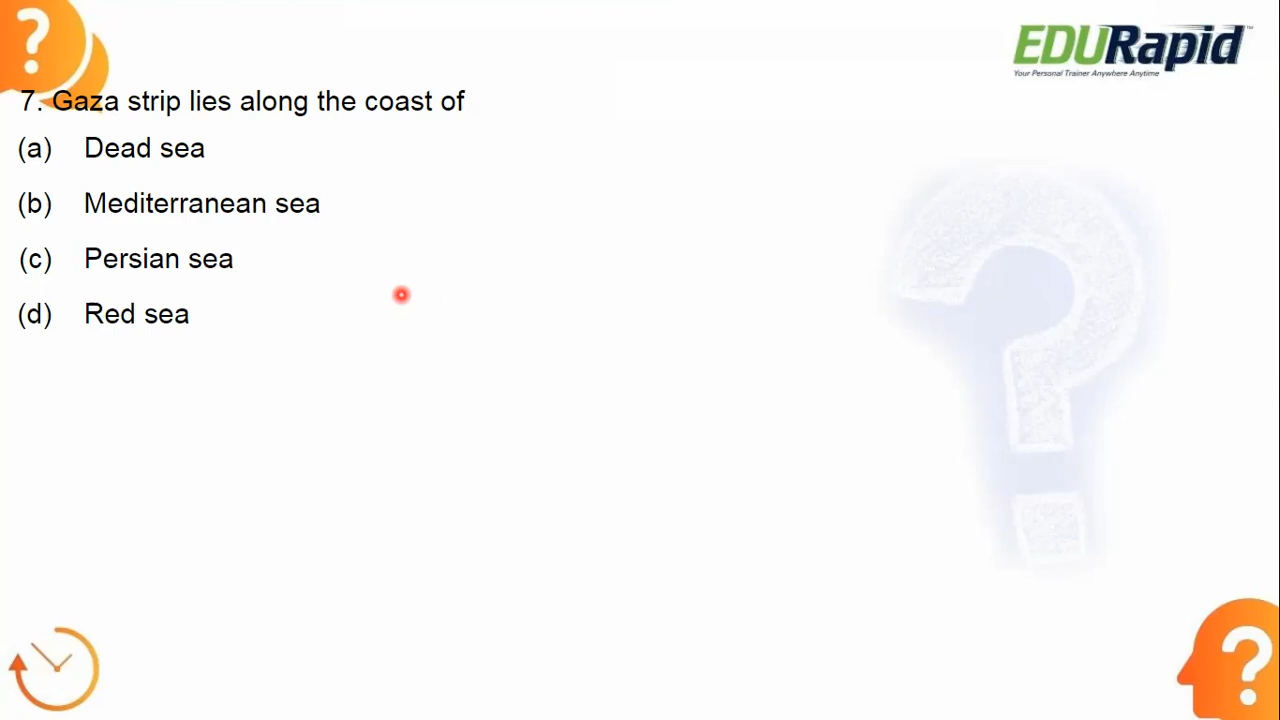 EDURapid™
Your Personal Trainer Anywhere Anytime
7. Gaza strip lies along the coast of
(a) Dead sea
(b) Mediterranean sea
(c) Persian sea
(d) Red sea